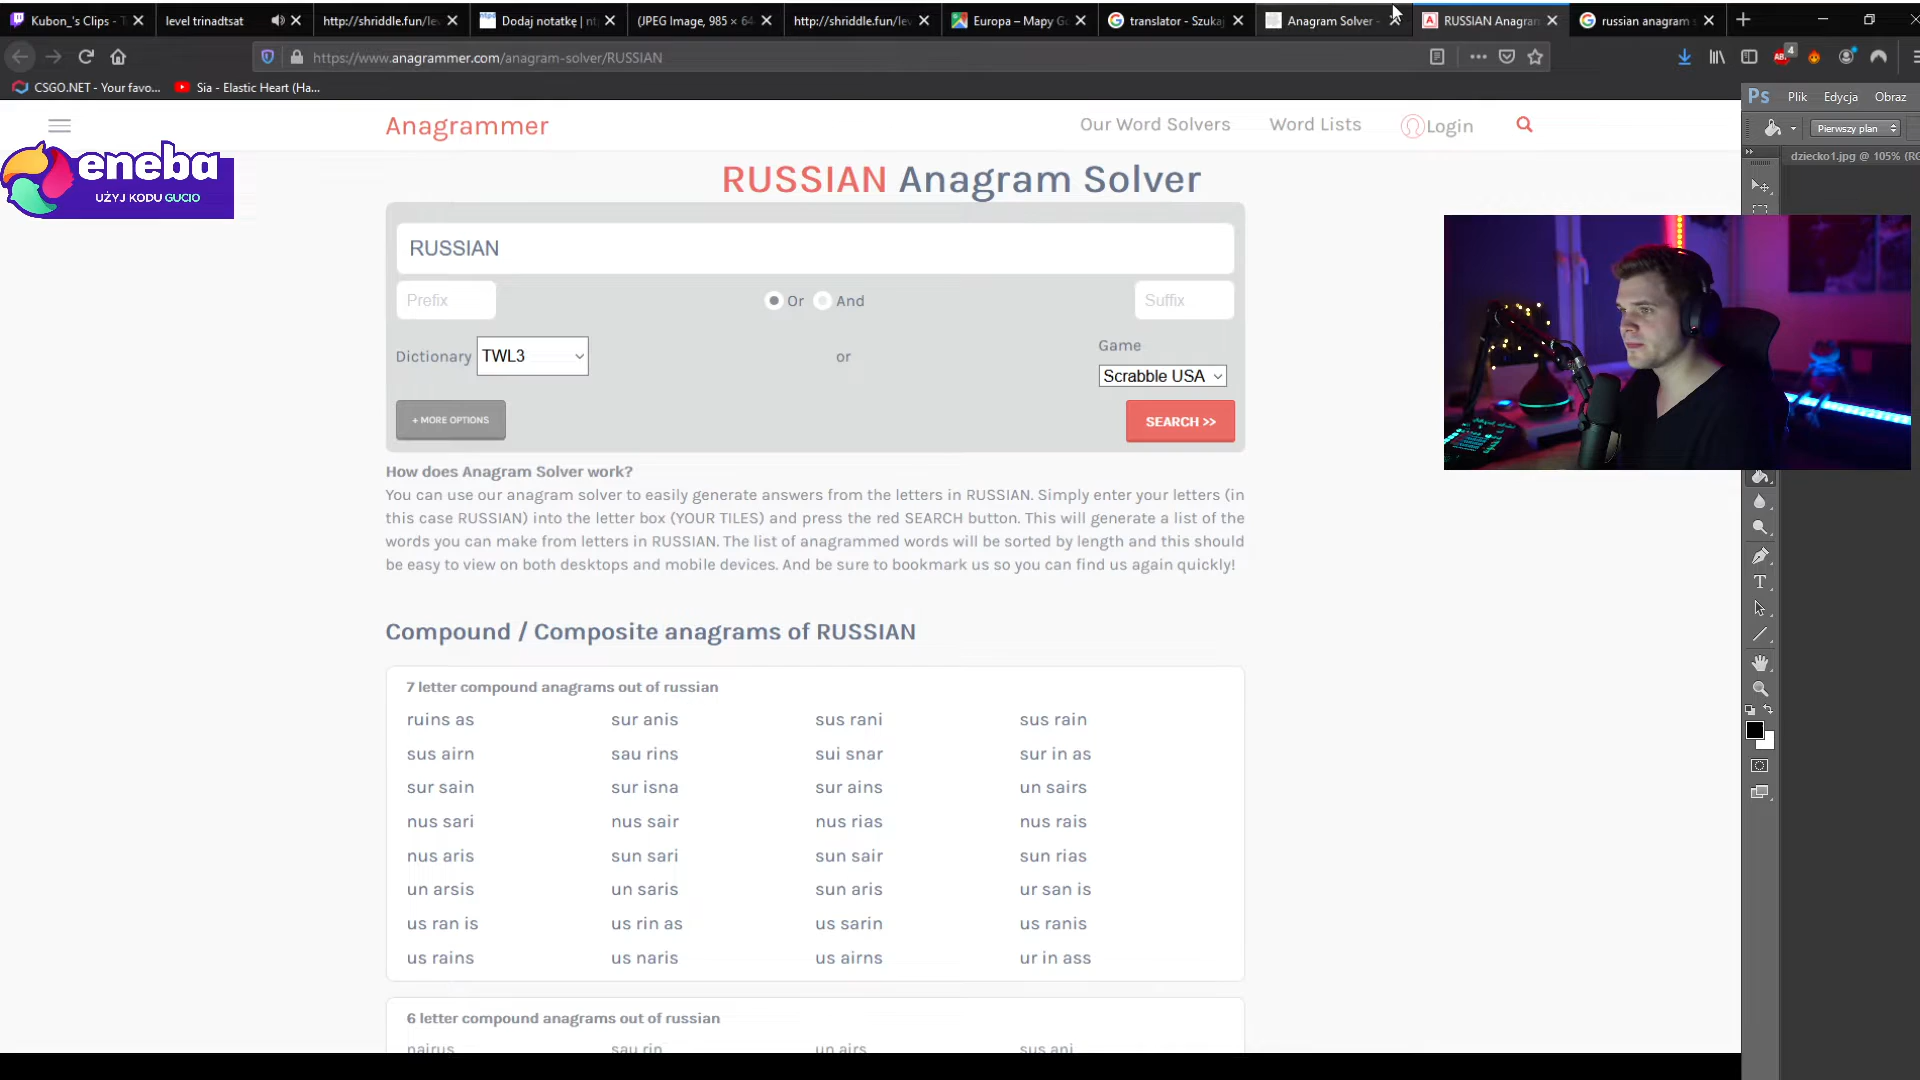 Kubon_'s Clips - T
level trinadtsat
http://shriddle.fun/lev
Dodaj notatkę | ntp
(JPEG Image, 985 × 64
http://shriddle.fun/lev
Europa – Mapy Go
translator - Szukaj
Anagram Solver -
RUSSIAN Anagram
russian anagram s
https://www.anagrammer.com/anagram-solver/RUSSIAN
4
CSGO.NET - Your favo...
Sia - Elastic Heart (Ha...
Ps
Plik
Edycja
Obraz
Pierwszy plan
dziecko1.jpg @ 105% (RG
Anagrammer
Our Word Solvers
Word Lists
Login
eneba
UŻYJ KODU GUCIO
RUSSIAN Anagram Solver
RUSSIAN
Prefix
Or
And
Suffix
Dictionary
TWL3
or
Game
Scrabble USA
+ MORE OPTIONS
SEARCH >>
How does Anagram Solver work?
You can use our anagram solver to easily generate answers from the letters in RUSSIAN. Simply enter your letters (in
this case RUSSIAN) into the letter box (YOUR TILES) and press the red SEARCH button. This will generate a list of the
words you can make from letters in RUSSIAN. The list of anagrammed words will be sorted by length and this should
be easy to view on both desktops and mobile devices. And be sure to bookmark us so you can find us again quickly!
Compound / Composite anagrams of RUSSIAN
7 letter compound anagrams out of russian
ruins as sur anis sus rani sus rain
sus airn sau rins sui snar sur in as
sur sain sur isna sur ains un sairs
nus sari nus sair nus rias nus rais
nus aris sun sari sun sair sun rias
un arsis un saris sun aris ur san is
us ran is us rin as us sarin us ranis
us rains us naris us airns ur in ass
6 letter compound anagrams out of russian
nairus sau rin un airs sus ani